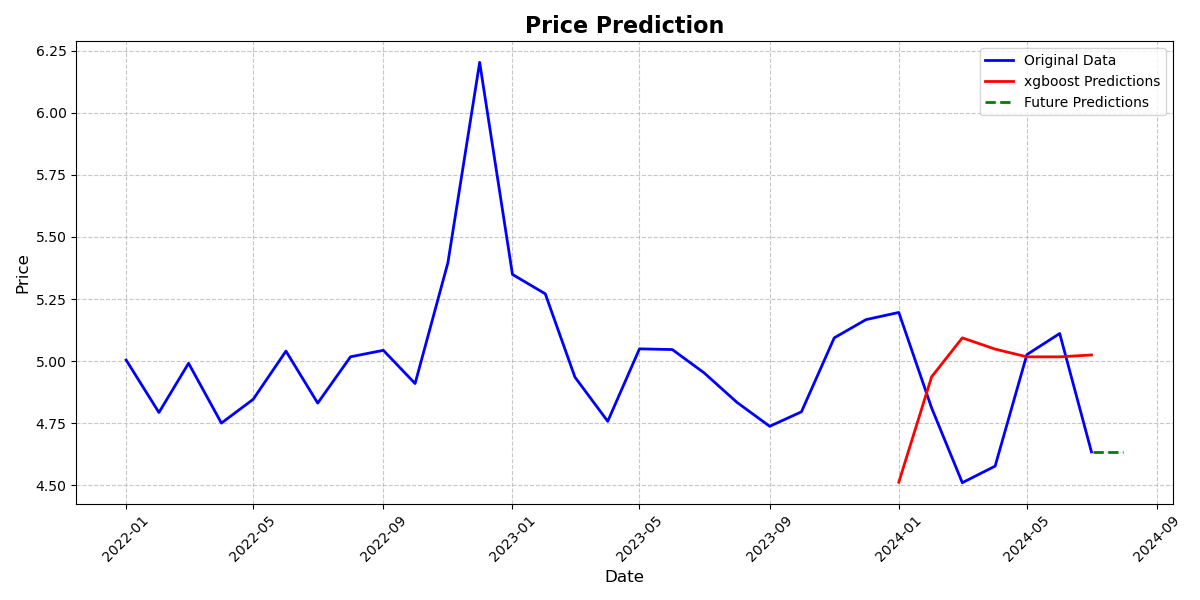 Price Prediction
Original Data
xgboost Predictions
Future Predictions
Price
6.25
6.00
5.75
5.50
5.25
5.00
4.75
4.50
2022-01
2022-05
2022-09
2023-01
2023-05
2023-09
2024-01
2024-05
2024-09
Date